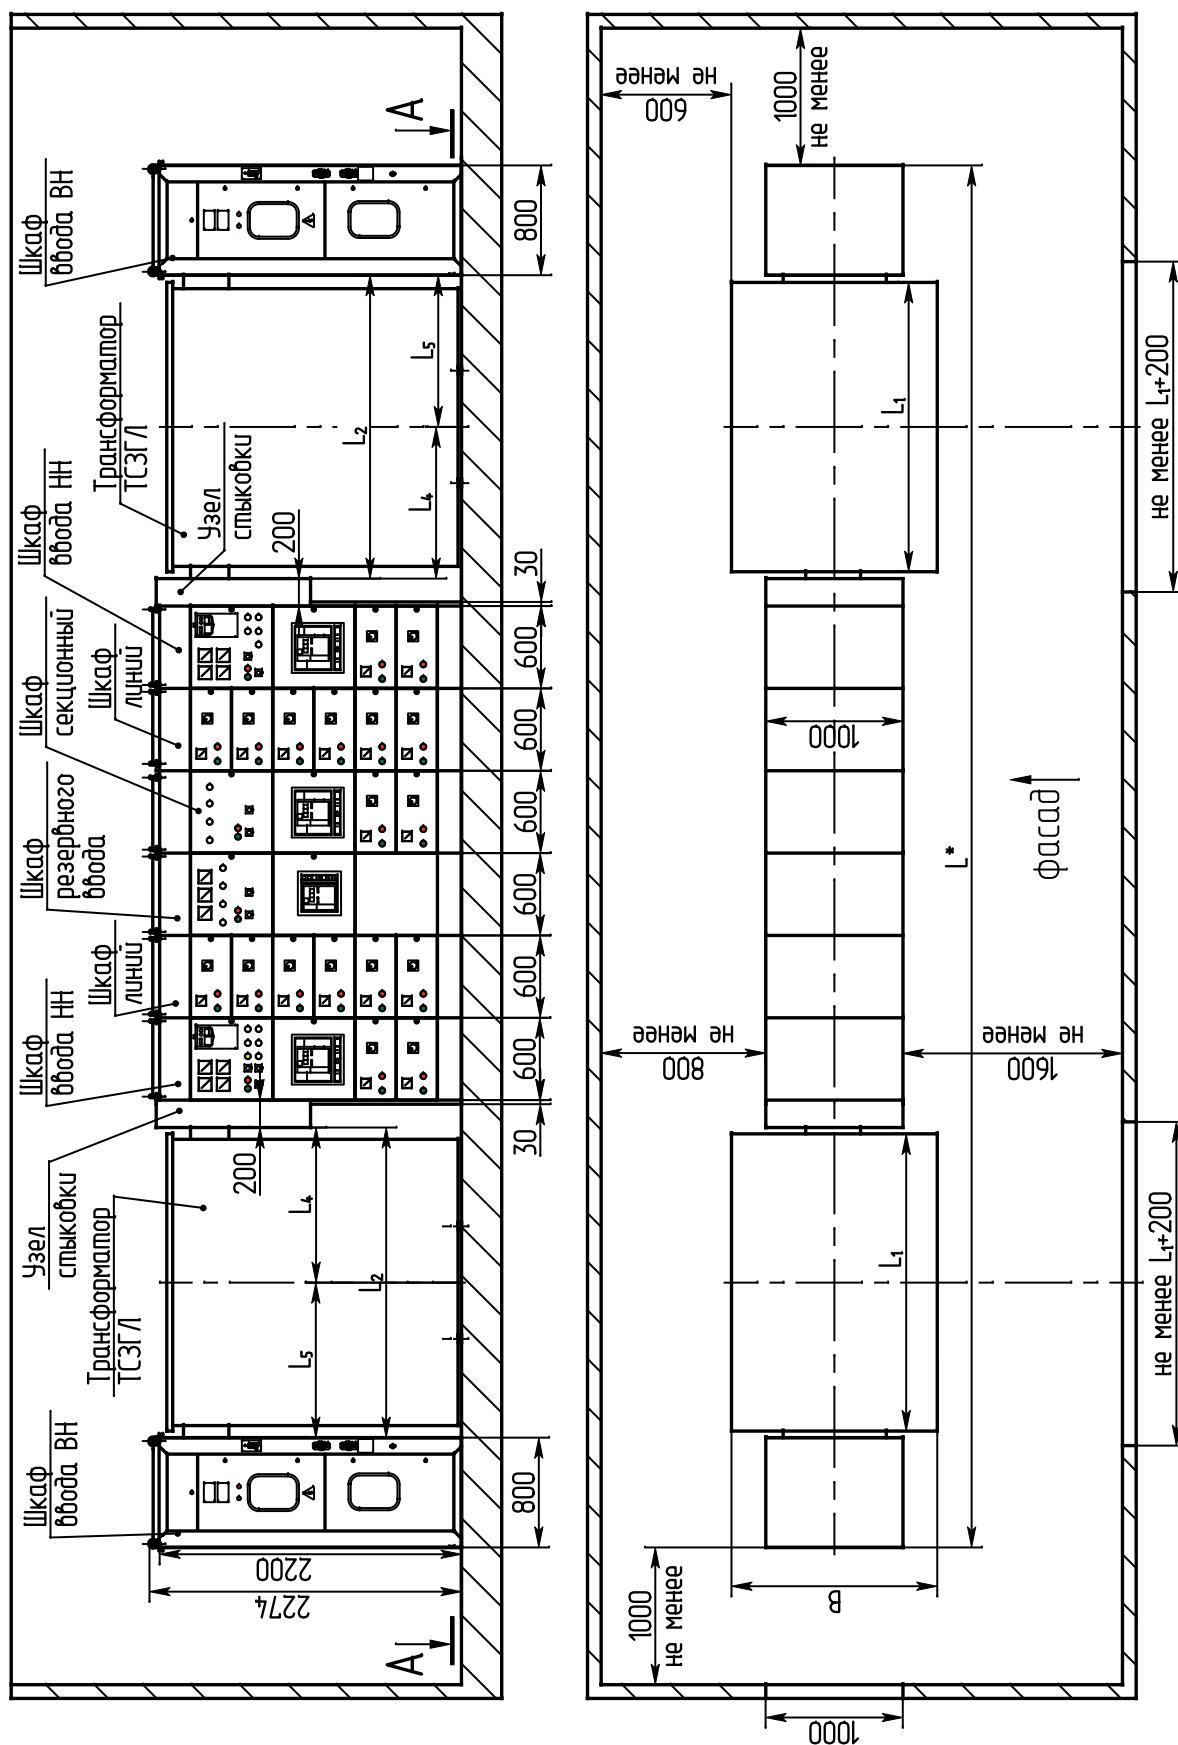 Шкаф
ввода ВН
Трансформатор
ТСЗГЛ
Узел
стыковки
Шкаф
ввода НН
Шкаф
линий
Шкаф
резервного
ввода
Шкаф
секционный
Шкаф
линий
Шкаф
ввода НН
Узел
стыковки
Трансформатор
ТСЗГЛ
Шкаф
ввода ВН
2274
2200
А
А
L5
L4
L2
200
200
L4
L5
L2
800
30
600
600
600
600
600
600
30
800
1000
не менее
800
не менее
600
не менее
1000
не менее
L1
L1
1000
B
L*
1000
1600
не менее
фасад
не менее L1+200
не менее L1+200